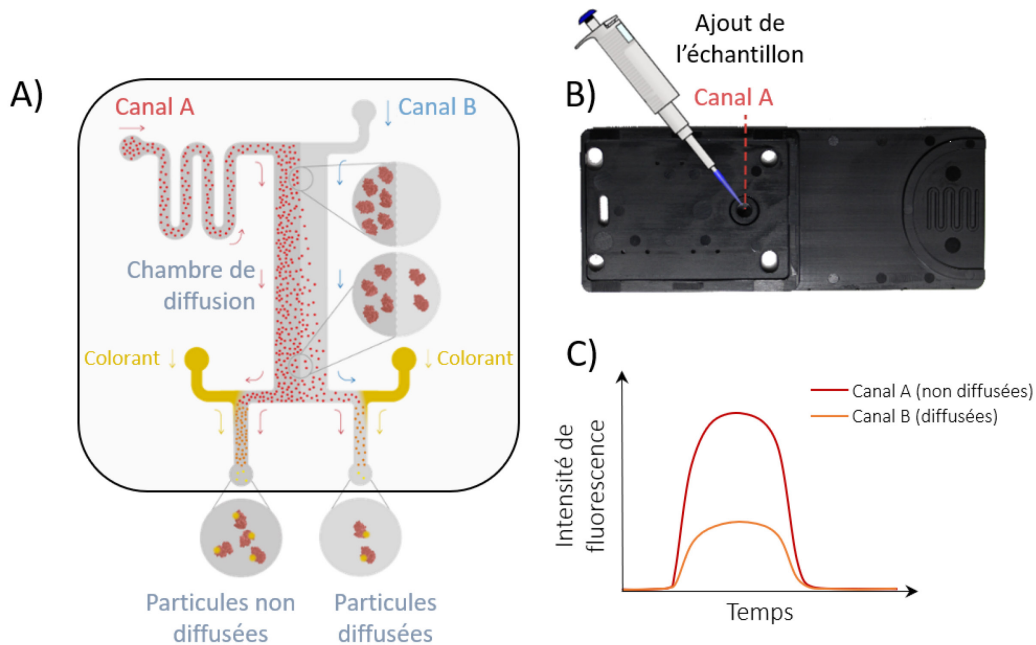 A)
Canal A
Canal B
Chambre de
diffusion
Colorant
Colorant
Particules non
diffusées
Particules
diffusées
B)
Ajout de
l'échantillon
Canal A
C)
Intensité de
fluorescence
Canal A (non diffusées)
Canal B (diffusées)
Temps